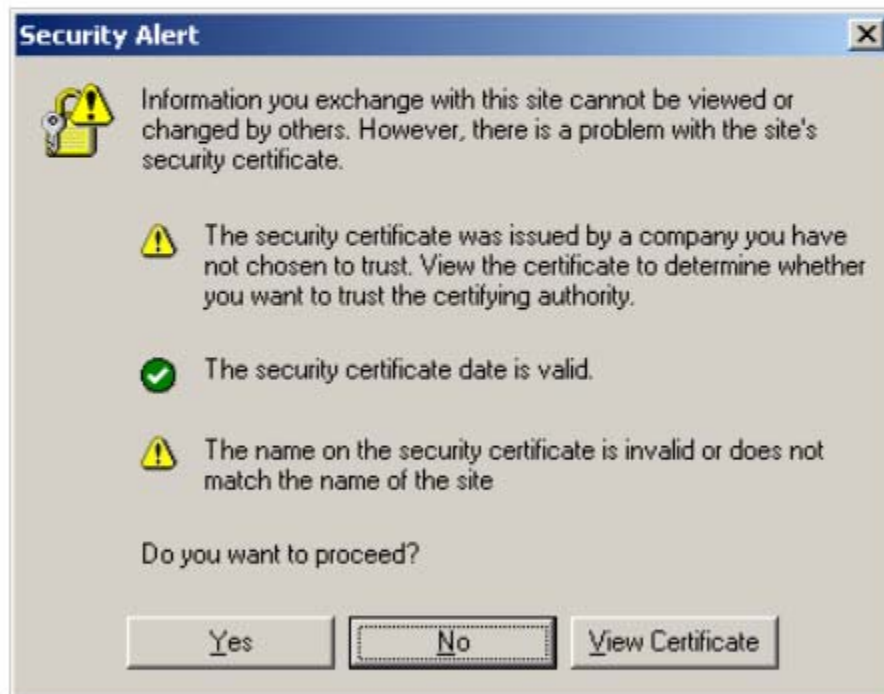 Security Alert
Information you exchange with this site cannot be viewed or
changed by others. However, there is a problem with the site's
security certificate.
The security certificate was issued by a company you have
not chosen to trust. View the certificate to determine whether
you want to trust the certifying authority.
The security certificate date is valid.
The name on the security certificate is invalid or does not
match the name of the site
Do you want to proceed?
Yes No View Certificate